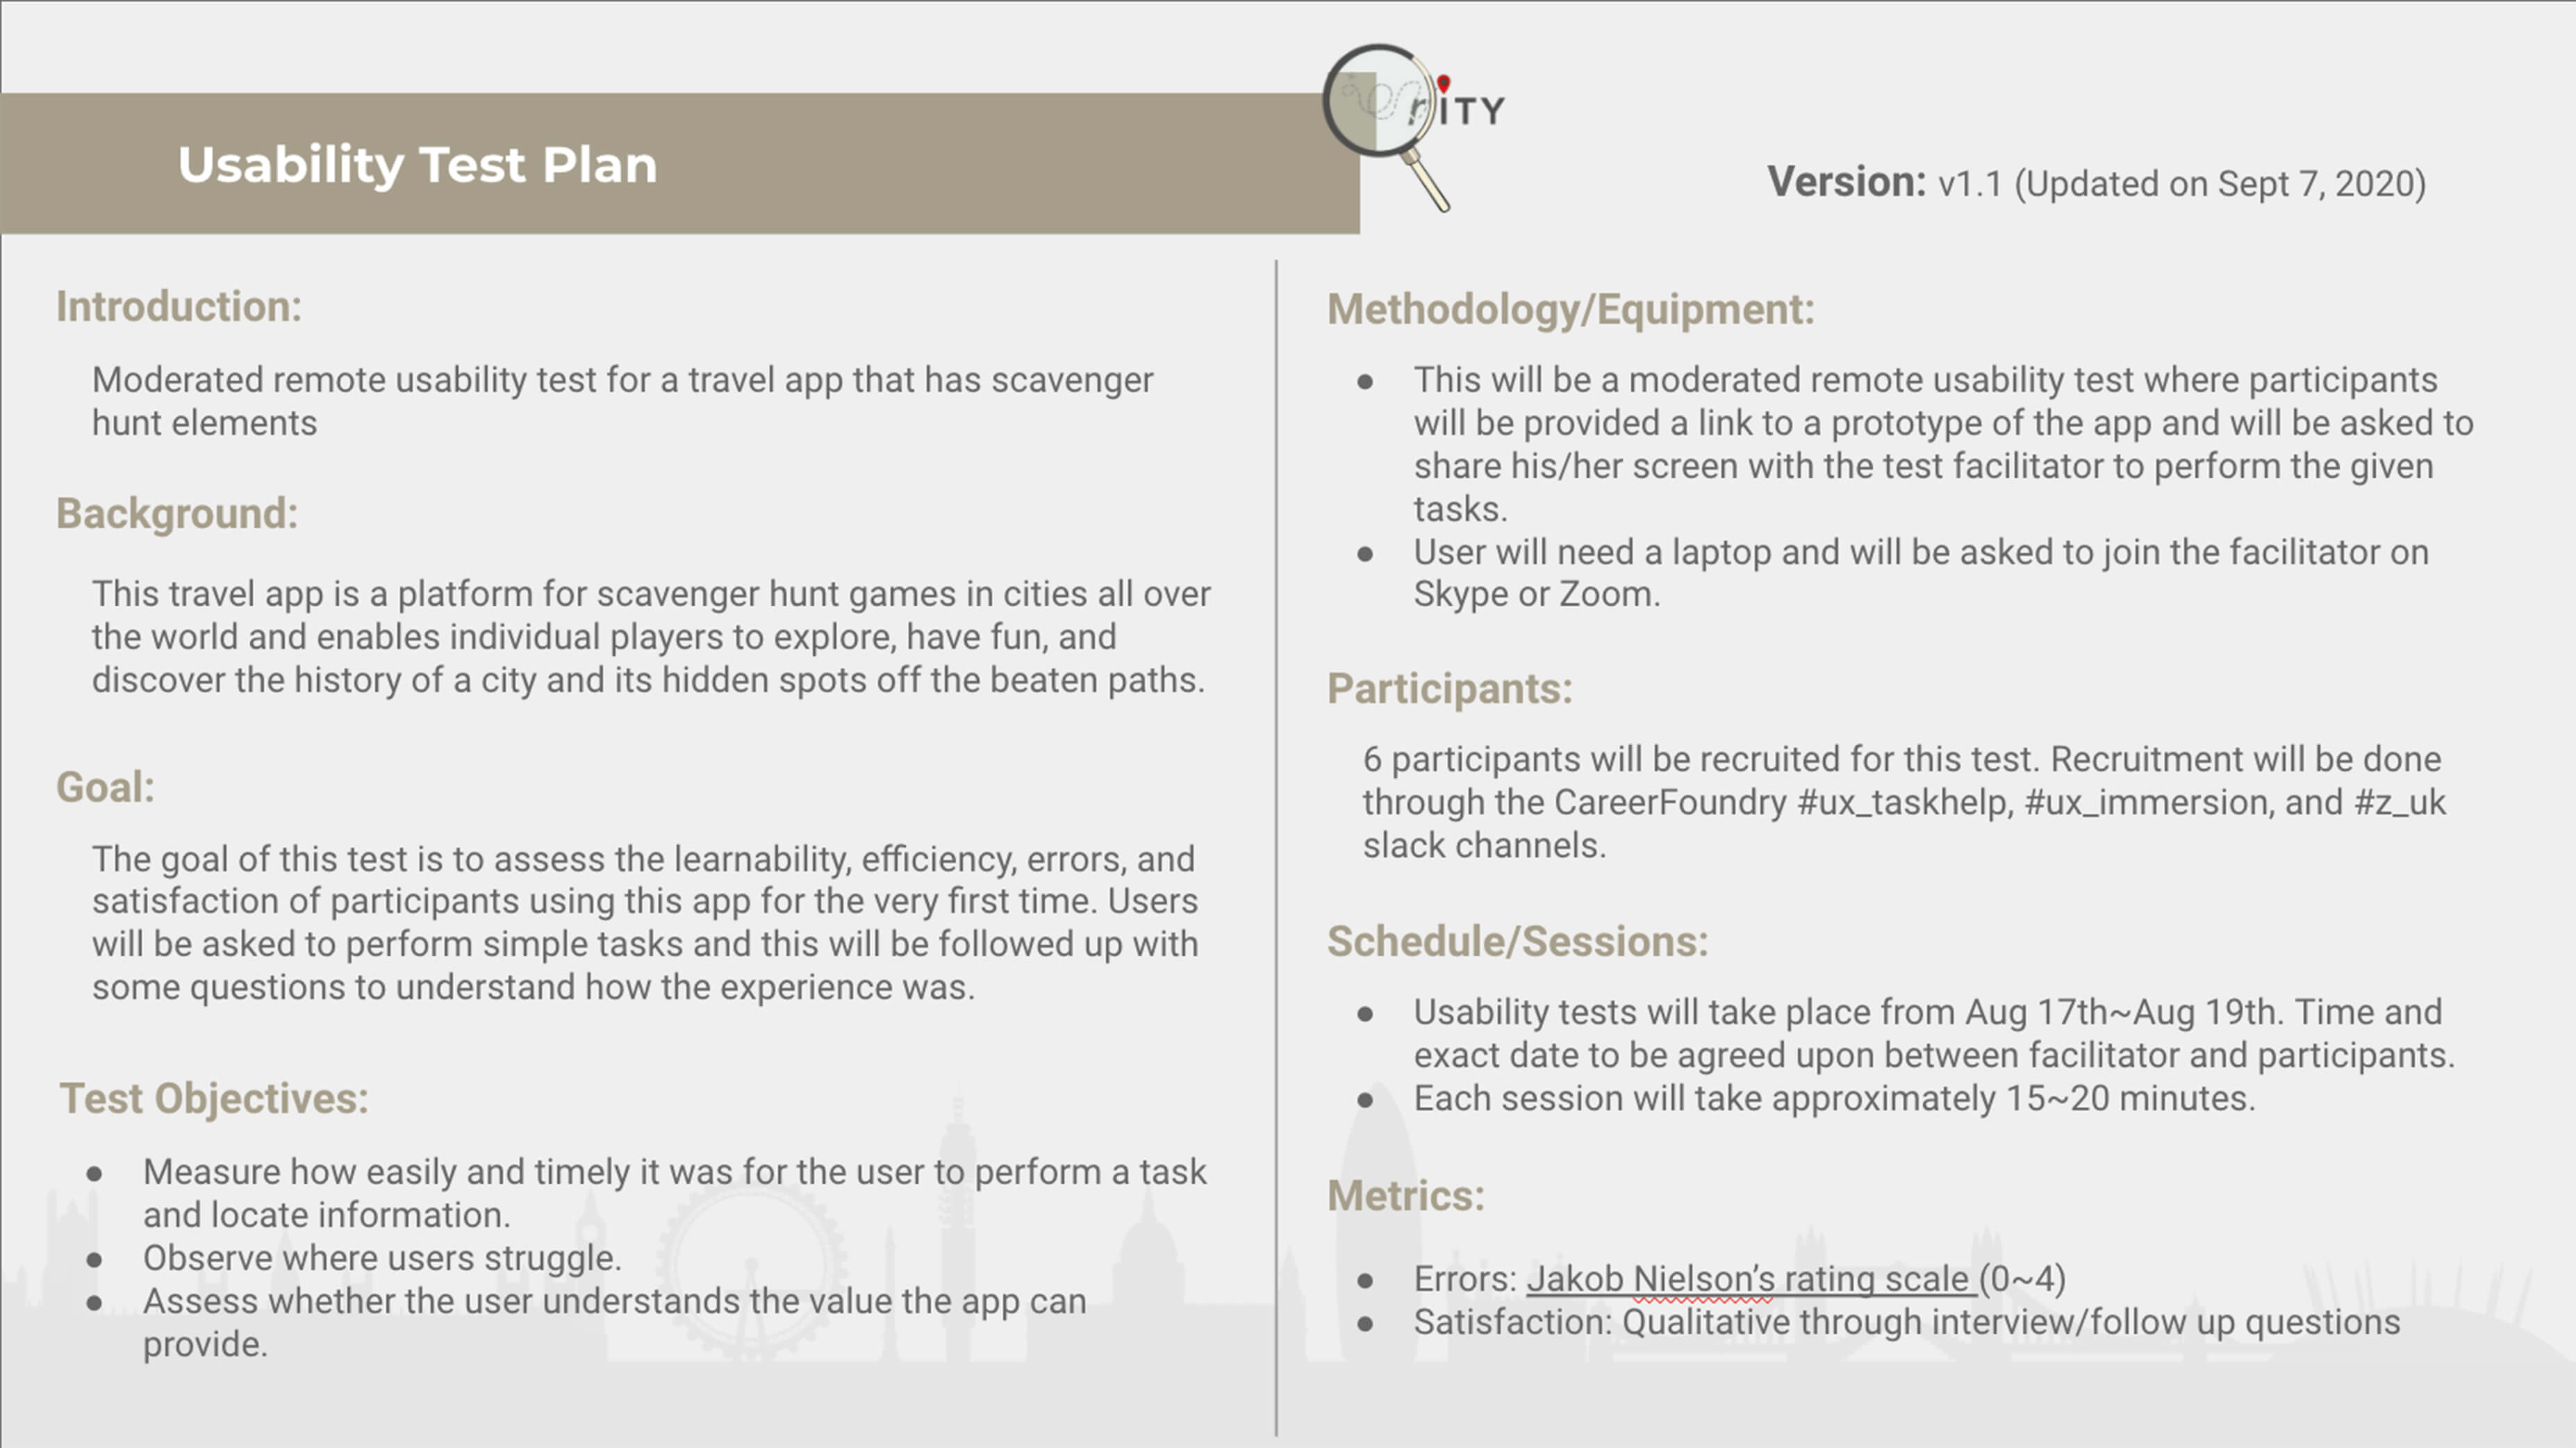 Usability Test Plan
rITY
Version: v1.1 (Updated on Sept 7, 2020)
Introduction:
Moderated remote usability test for a travel app that has scavenger
hunt elements
Background:
This travel app is a platform for scavenger hunt games in cities all over
the world and enables individual players to explore, have fun, and
discover the history of a city and its hidden spots off the beaten paths.
Goal:
The goal of this test is to assess the learnability, efficiency, errors, and
satisfaction of participants using this app for the very first time. Users
will be asked to perform simple tasks and this will be followed up with
some questions to understand how the experience was.
Test Objectives:
● Measure how easily and timely it was for the user to perform a task
and locate information.
● Observe where users struggle.
● Assess whether the user understands the value the app can
provide.
Methodology/Equipment:
● This will be a moderated remote usability test where participants
will be provided a link to a prototype of the app and will be asked to
share his/her screen with the test facilitator to perform the given
tasks.
● User will need a laptop and will be asked to join the facilitator on
Skype or Zoom.
Participants:
6 participants will be recruited for this test. Recruitment will be done
through the CareerFoundry #ux_taskhelp, #ux_immersion, and #z_uk
slack channels.
Schedule/Sessions:
● Usability tests will take place from Aug 17th~Aug 19th. Time and
exact date to be agreed upon between facilitator and participants.
● Each session will take approximately 15~20 minutes.
Metrics:
● Errors: Jakob Nielson’s rating scale (0~4)
● Satisfaction: Qualitative through interview/follow up questions